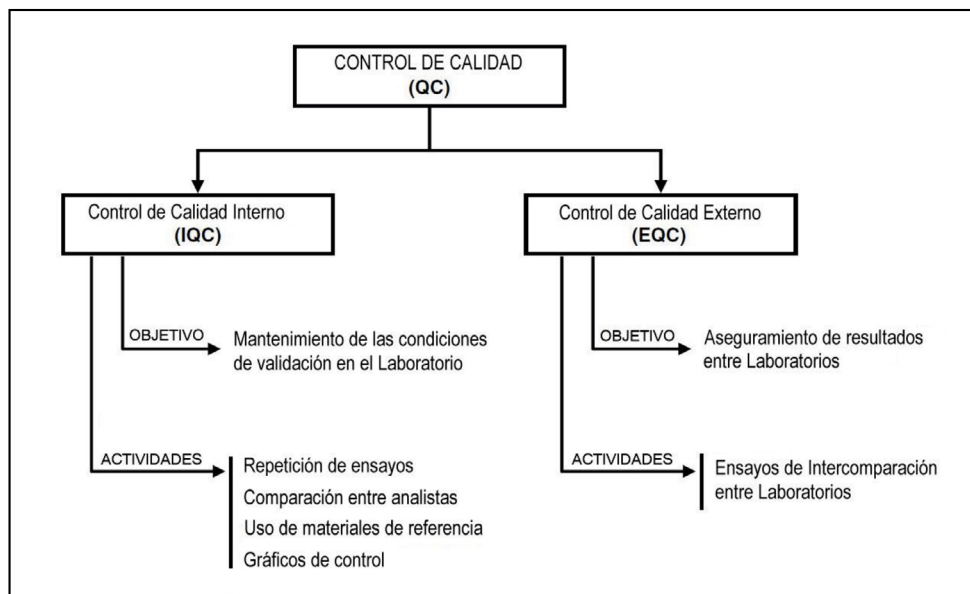 CONTROL DE CALIDAD
(QC)
Control de Calidad Interno
(IQC)
OBJETIVO
Mantenimiento de las condiciones
de validación en el Laboratorio
ACTIVIDADES
Repetición de ensayos
Comparación entre analistas
Uso de materiales de referencia
Gráficos de control
Control de Calidad Externo
(EQC)
OBJETIVO
Aseguramiento de resultados
entre Laboratorios
ACTIVIDADES
Ensayos de Intercomparación
entre Laboratorios